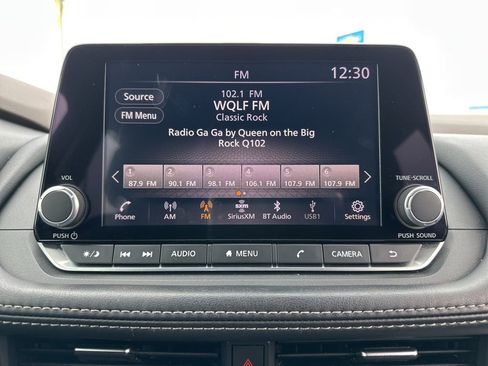 FM
12:30
Source
102.1 FM
WQLF FM
FM Menu
Classic Rock
Radio Ga Ga by Queen on the Big
Rock Q102
1 2 3 4 5 6
87.9 FM 90.1 FM 98.1 FM 106.1 FM 107.9 FM 107.9 FM
VOL
TUNE·SCROLL
sxm
Phone AM FM SiriusXM BT Audio USB1 Settings
PUSH
PUSH SOUND
AUDIO MENU CAMERA